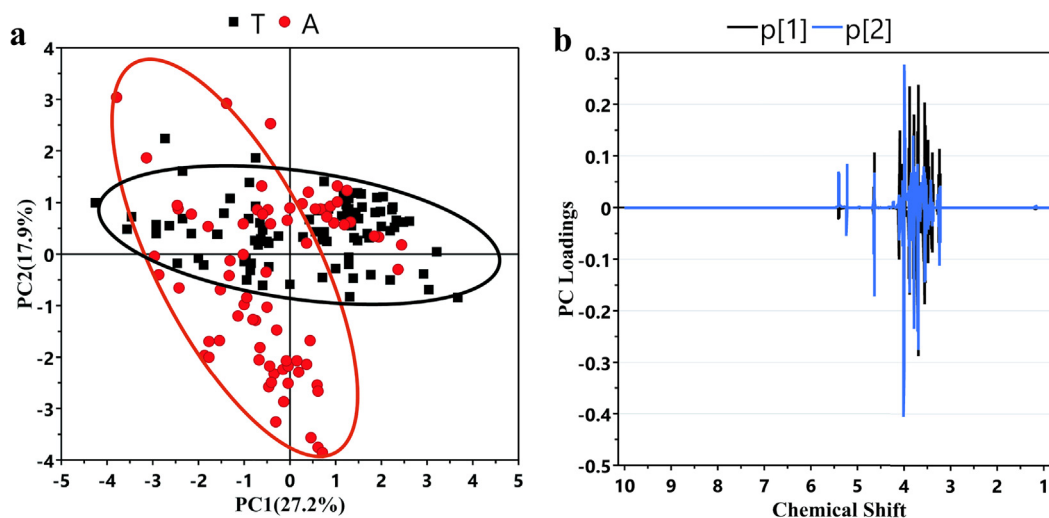 a
T A
4
3
2
1
0
-1
-2
-3
-4
PC2(17.9%)
-5 -4 -3 -2 -1 0 1 2 3 4 5
PC1(27.2%)
b
p[1] p[2]
0.3
0.2
0.1
0
-0.1
-0.2
-0.3
-0.4
-0.5
PC Loadings
10 9 8 7 6 5 4 3 2 1
Chemical Shift